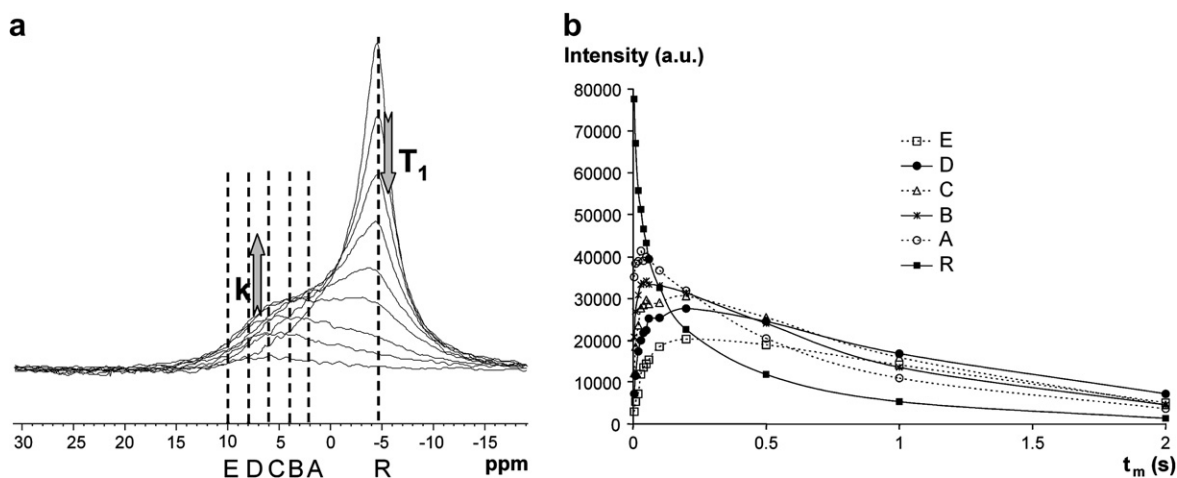 a
k
T1
30 25 20 15 10 5 0 -5 -10 -15 ppm
E D C B A R
b
Intensity (a.u.)
80000
70000
60000
50000
40000
30000
20000
10000
0
E
D
C
B
A
R
0 0.5 1 1.5 2
tm (s)